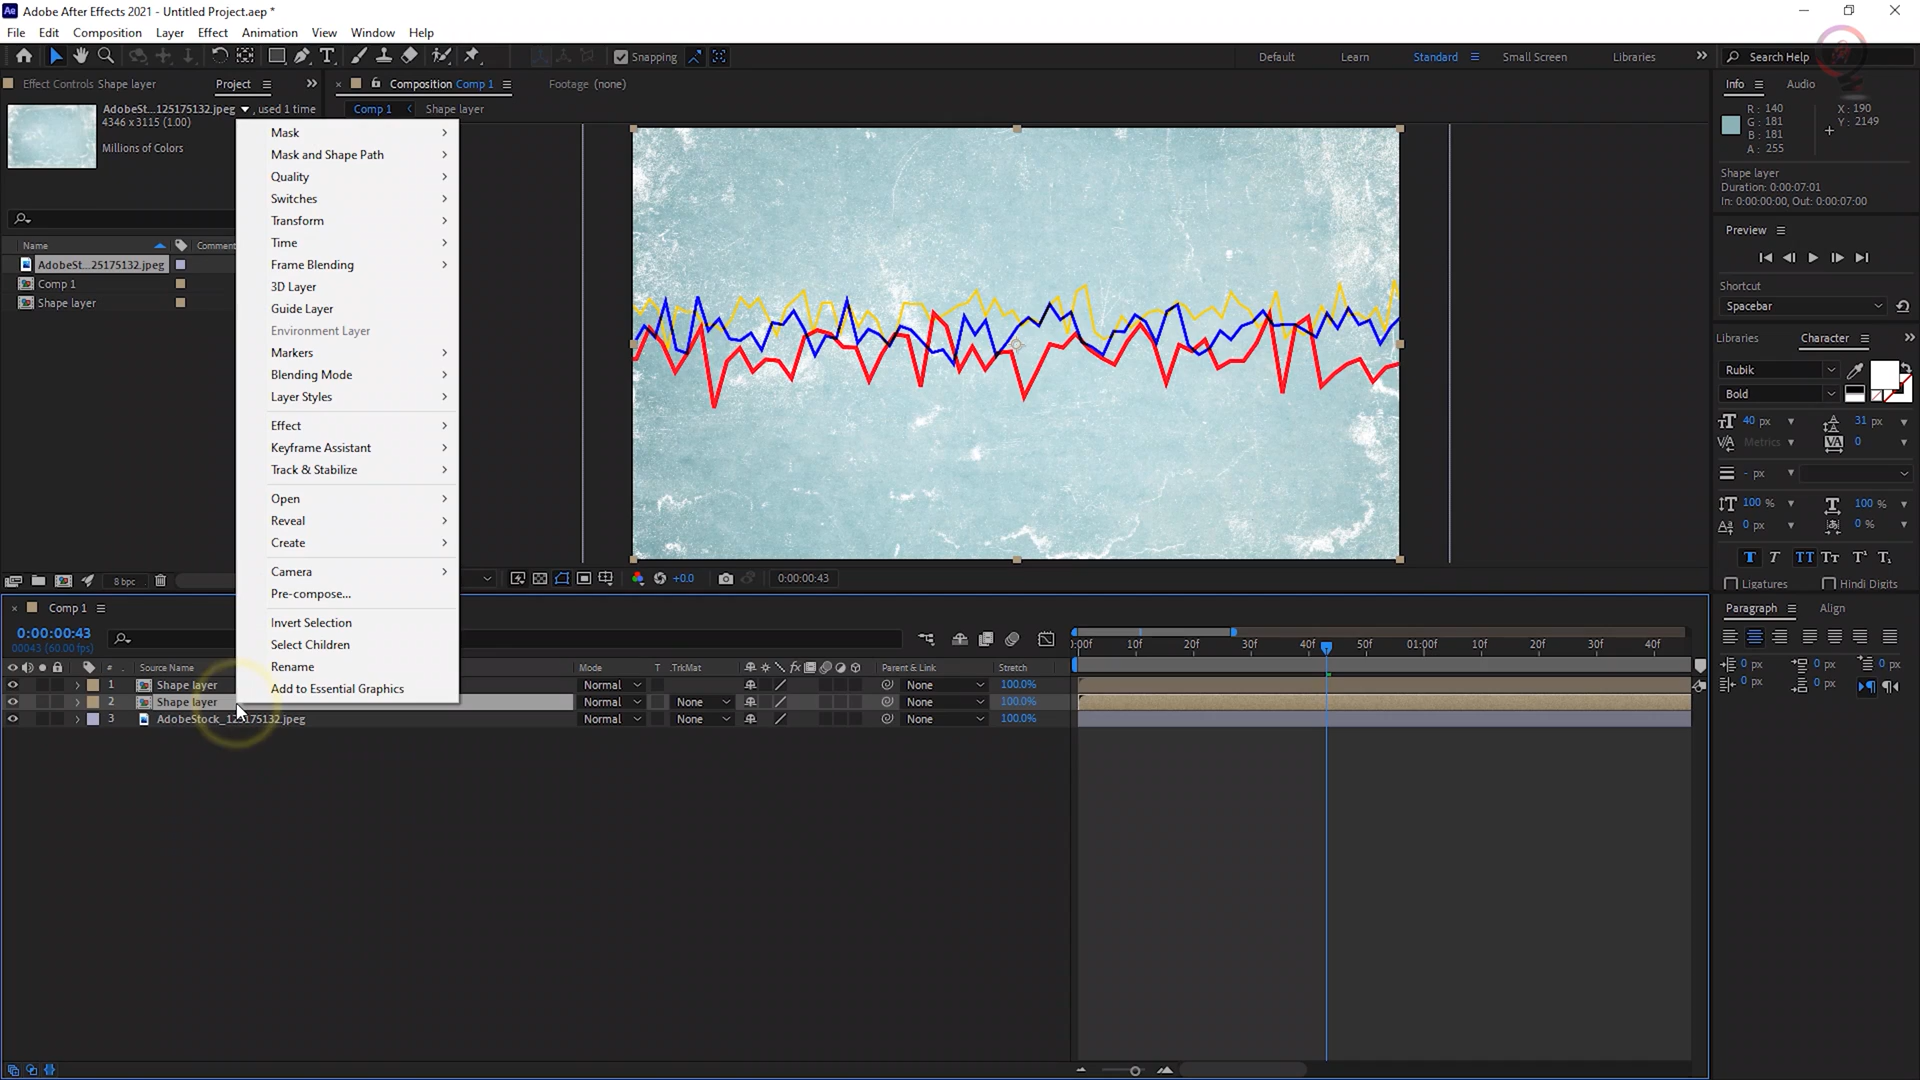 Adobe After Effects 2021 - Untitled Project.aep *
File Edit Composition Layer Effect Animation View Window Help
Snapping
Default Learn Standard Small Screen Libraries
Search Help
Effect Controls Shape layer
Project
Composition Comp 1
Footage (none)
Comp 1 Shape layer
AdobeSt...125175132.jpeg , used 1 time
4346 x 3115 (1.00)
Millions of Colors
Name Comment
AdobeSt...25175132.jpeg
Comp 1
Shape layer
8 bpc
Mask
Mask and Shape Path
Quality
Switches
Transform
Time
Frame Blending
3D Layer
Guide Layer
Environment Layer
Markers
Blending Mode
Layer Styles
Effect
Keyframe Assistant
Track & Stabilize
Open
Reveal
Create
Camera
Pre-compose...
Invert Selection
Select Children
Rename
Add to Essential Graphics
+0.0 0:00:00:43
Info Audio
R : 140 X : 190
G : 181 Y : 2149
B : 181
A : 255
Shape layer
Duration: 0:00:07:01
In: 0:00:00:00, Out: 0:00:07:00
Preview
Shortcut
Spacebar
Libraries Character
Rubik
Bold
40 px 31 px
Metrics 0
- px
100 % 100 %
0 px 0 %
T T TT Tr T¹ T₁
Ligatures Hindi Digits
Paragraph Align
0 px 0 px 0 px
0 px 0 px
Comp 1
0:00:00:43
00043 (60.00 fps)
# Source Name Mode T .TrkMat fx Parent & Link Stretch
1 Shape layer Normal None 100.0%
2 Shape layer Normal None None 100.0%
3 AdobeStock_125175132.jpeg Normal None None 100.0%
):00f 10f 20f 30f 40f 50f 01:00f 10f 20f 30f 40f